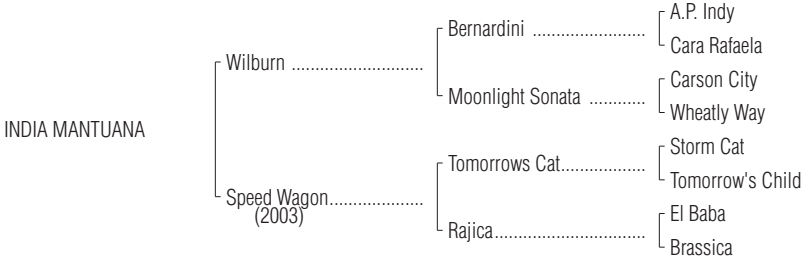 A.P. Indy
Bernardini ........................
Cara Rafaela
Wilburn ............................
Carson City
Moonlight Sonata ............
Wheatly Way
INDIA MANTUANA
Storm Cat
Tomorrows Cat..................
Tomorrow's Child
Speed Wagon....................
(2003)
El Baba
Rajica................................
Brassica